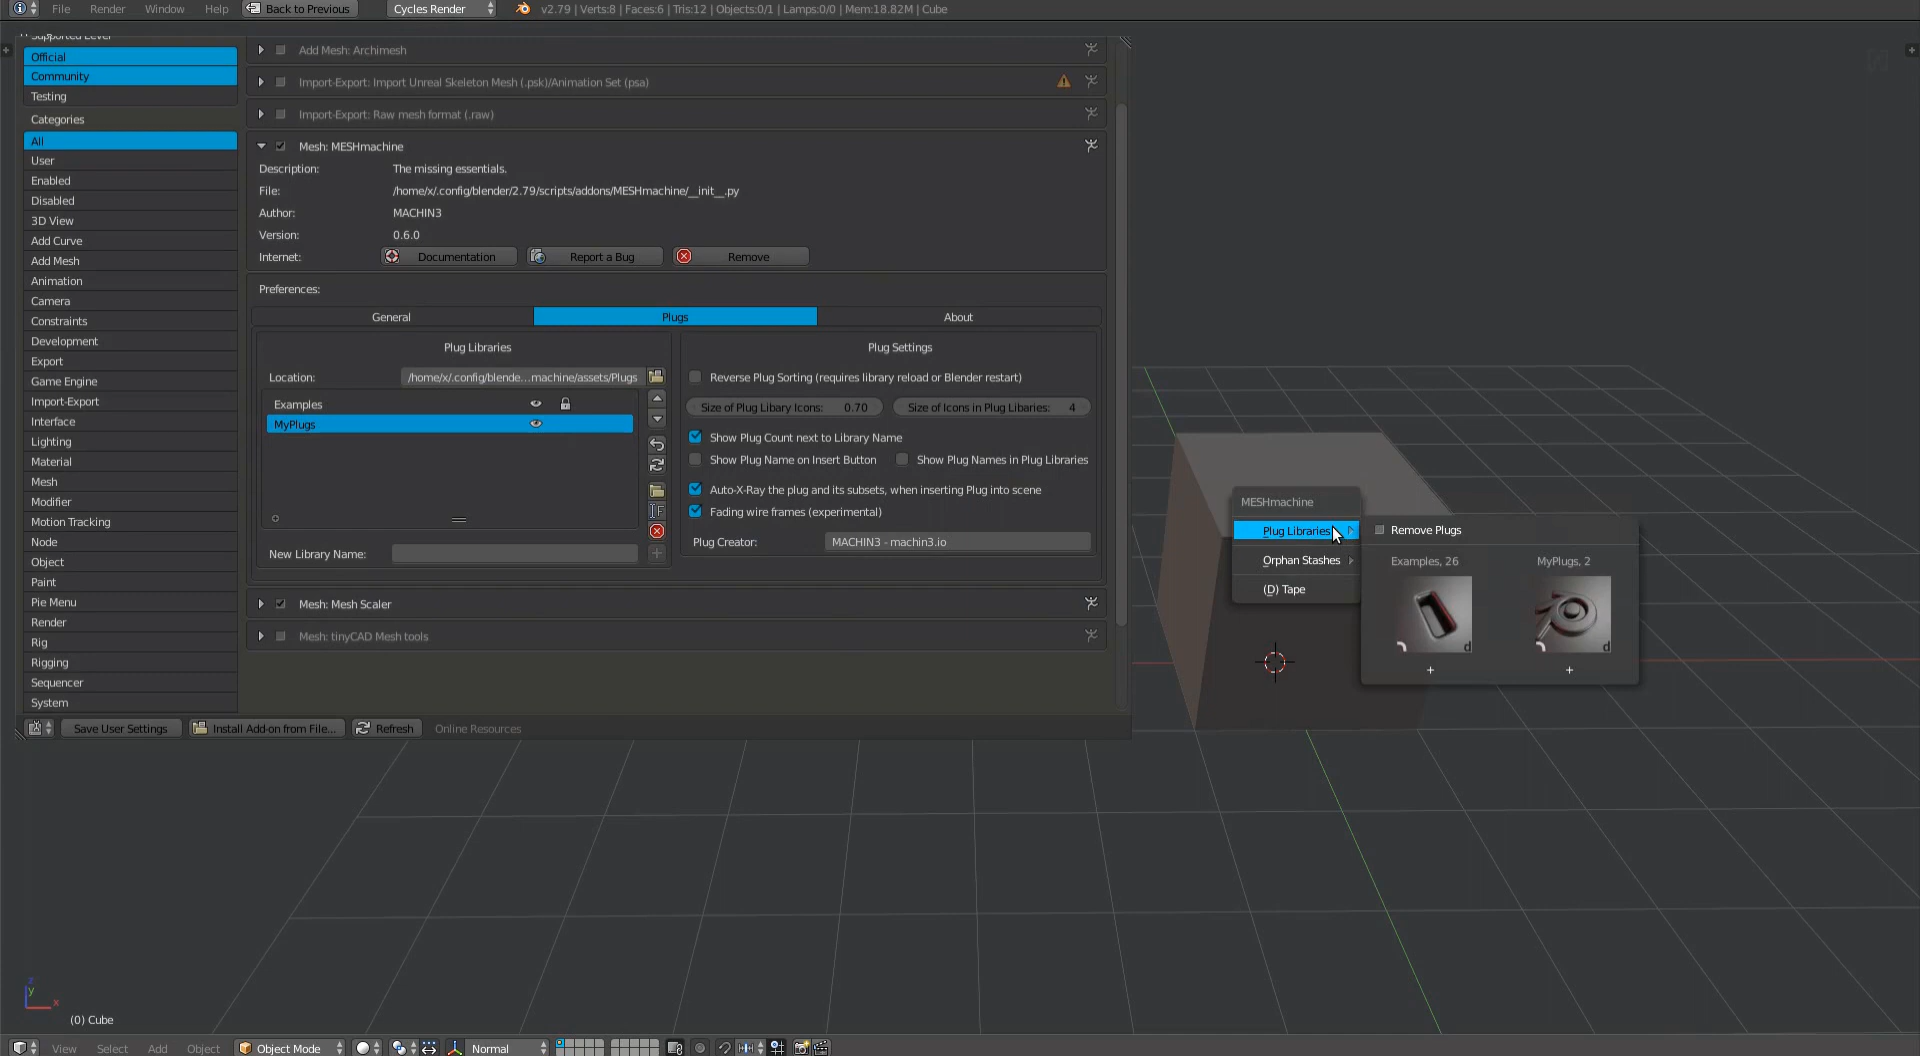 File Render Window Help Back to Previous Cycles Render v2.79 | Verts:8 | Faces:6 | Tris:12 | Objects:0/1 | Lamps:0/0 | Mem:18.82M | Cube
Supported Level
Official
Community
Testing
Categories
All
User
Enabled
Disabled
3D View
Add Curve
Add Mesh
Animation
Camera
Constraints
Development
Export
Game Engine
Import-Export
Interface
Lighting
Material
Mesh
Modifier
Motion Tracking
Node
Object
Paint
Pie Menu
Render
Rig
Rigging
Sequencer
System
Add Mesh: Archimesh
Import-Export: Import Unreal Skeleton Mesh (.psk)/Animation Set (psa)
Import-Export: Raw mesh format (.raw)
Mesh: MESHmachine
Description: The missing essentials.
File: /home/x/.config/blender/2.79/scripts/addons/MESHmachine/__init__.py
Author: MACHIN3
Version: 0.6.0
Internet: Documentation Report a Bug Remove
Preferences:
General Plugs About
Plug Libraries
Location: /home/x/.config/blende...machine/assets/Plugs
Examples
MyPlugs
New Library Name:
Plug Settings
Reverse Plug Sorting (requires library reload or Blender restart)
Size of Plug Libary Icons: 0.70 Size of Icons in Plug Libaries: 4
Show Plug Count next to Library Name
Show Plug Name on Insert Button Show Plug Names in Plug Libraries
Auto-X-Ray the plug and its subsets, when inserting Plug into scene
Fading wire frames (experimental)
Plug Creator: MACHIN3 - machin3.io
Mesh: Mesh Scaler
Mesh: tinyCAD Mesh tools
Save User Settings Install Add-on from File... Refresh Online Resources
MESHmachine
Plug Libraries
Orphan Stashes
(D) Tape
Remove Plugs
Examples, 26 MyPlugs, 2
d d
+ +
z
y
x
(0) Cube
View Select Add Object Object Mode Normal